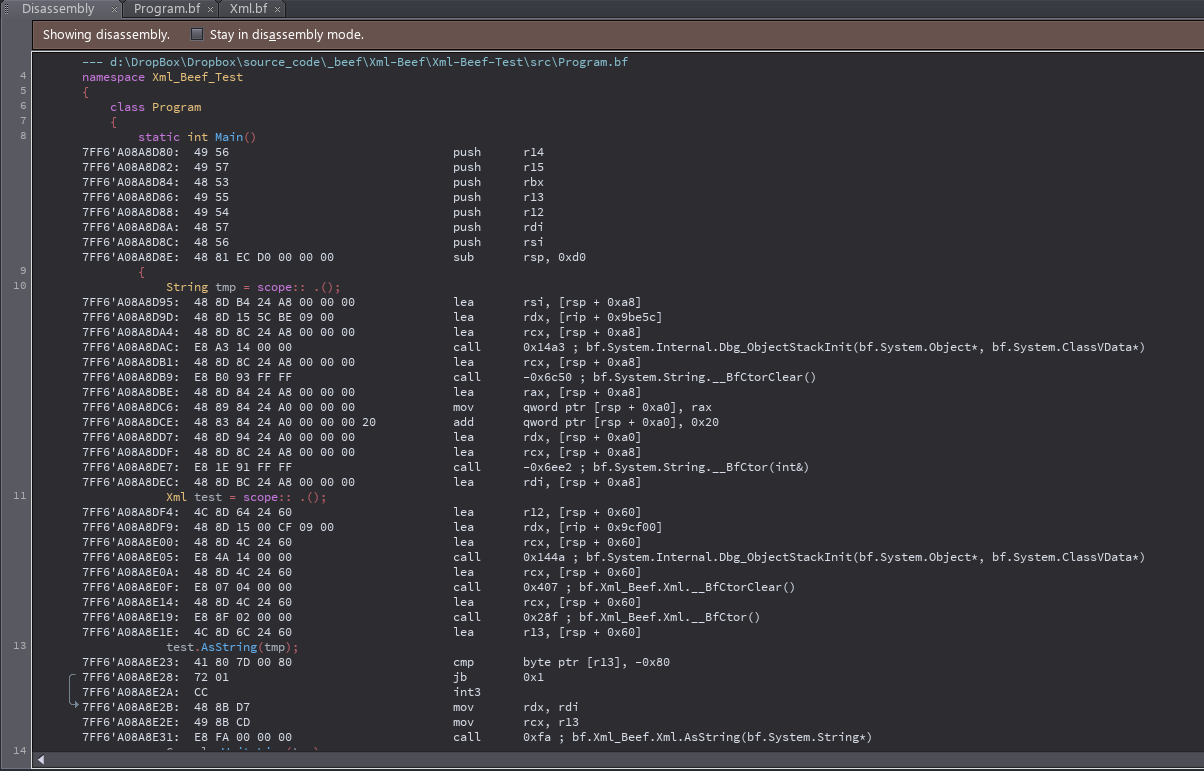 Disassembly × Program.bf × Xml.bf ×
Showing disassembly. Stay in disassembly mode.
--- d:\DropBox\Dropbox\source_code\_beef\Xml-Beef\Xml-Beef-Test\src\Program.bf
4 namespace Xml_Beef_Test
5 {
6 class Program
7 {
8 static int Main()
7FF6'A08A8D80: 49 56 push r14
7FF6'A08A8D82: 49 57 push r15
7FF6'A08A8D84: 48 53 push rbx
7FF6'A08A8D86: 49 55 push r13
7FF6'A08A8D88: 49 54 push r12
7FF6'A08A8D8A: 48 57 push rdi
7FF6'A08A8D8C: 48 56 push rsi
7FF6'A08A8D8E: 48 81 EC D0 00 00 00 sub rsp, 0xd0
9 {
10 String tmp = scope:: .();
7FF6'A08A8D95: 48 8D B4 24 A8 00 00 00 lea rsi, [rsp + 0xa8]
7FF6'A08A8D9D: 48 8D 15 5C BE 09 00 lea rdx, [rip + 0x9be5c]
7FF6'A08A8DA4: 48 8D 8C 24 A8 00 00 00 lea rcx, [rsp + 0xa8]
7FF6'A08A8DAC: E8 A3 14 00 00 call 0x14a3 ; bf.System.Internal.Dbg_ObjectStackInit(bf.System.Object*, bf.System.ClassVData*)
7FF6'A08A8DB1: 48 8D 8C 24 A8 00 00 00 lea rcx, [rsp + 0xa8]
7FF6'A08A8DB9: E8 B0 93 FF FF call -0x6c50 ; bf.System.String.__BfCtorClear()
7FF6'A08A8DBE: 48 8D 84 24 A8 00 00 00 lea rax, [rsp + 0xa8]
7FF6'A08A8DC6: 48 89 84 24 A0 00 00 00 mov qword ptr [rsp + 0xa0], rax
7FF6'A08A8DCE: 48 83 84 24 A0 00 00 00 20 add qword ptr [rsp + 0xa0], 0x20
7FF6'A08A8DD7: 48 8D 94 24 A0 00 00 00 lea rdx, [rsp + 0xa0]
7FF6'A08A8DDF: 48 8D 8C 24 A8 00 00 00 lea rcx, [rsp + 0xa8]
7FF6'A08A8DE7: E8 1E 91 FF FF call -0x6ee2 ; bf.System.String.__BfCtor(int&)
7FF6'A08A8DEC: 48 8D BC 24 A8 00 00 00 lea rdi, [rsp + 0xa8]
11 Xml test = scope:: .();
7FF6'A08A8DF4: 4C 8D 64 24 60 lea r12, [rsp + 0x60]
7FF6'A08A8DF9: 48 8D 15 00 CF 09 00 lea rdx, [rip + 0x9cf00]
7FF6'A08A8E00: 48 8D 4C 24 60 lea rcx, [rsp + 0x60]
7FF6'A08A8E05: E8 4A 14 00 00 call 0x144a ; bf.System.Internal.Dbg_ObjectStackInit(bf.System.Object*, bf.System.ClassVData*)
7FF6'A08A8E0A: 48 8D 4C 24 60 lea rcx, [rsp + 0x60]
7FF6'A08A8E0F: E8 07 04 00 00 call 0x407 ; bf.Xml_Beef.Xml.__BfCtorClear()
7FF6'A08A8E14: 48 8D 4C 24 60 lea rcx, [rsp + 0x60]
7FF6'A08A8E19: E8 8F 02 00 00 call 0x28f ; bf.Xml_Beef.Xml.__BfCtor()
7FF6'A08A8E1E: 4C 8D 6C 24 60 lea r13, [rsp + 0x60]
13 test.AsString(tmp);
7FF6'A08A8E23: 41 80 7D 00 80 cmp byte ptr [r13], -0x80
7FF6'A08A8E28: 72 01 jb 0x1
7FF6'A08A8E2A: CC int3
7FF6'A08A8E2B: 48 8B D7 mov rdx, rdi
7FF6'A08A8E2E: 49 8B CD mov rcx, r13
7FF6'A08A8E31: E8 FA 00 00 00 call 0xfa ; bf.Xml_Beef.Xml.AsString(bf.System.String*)
14